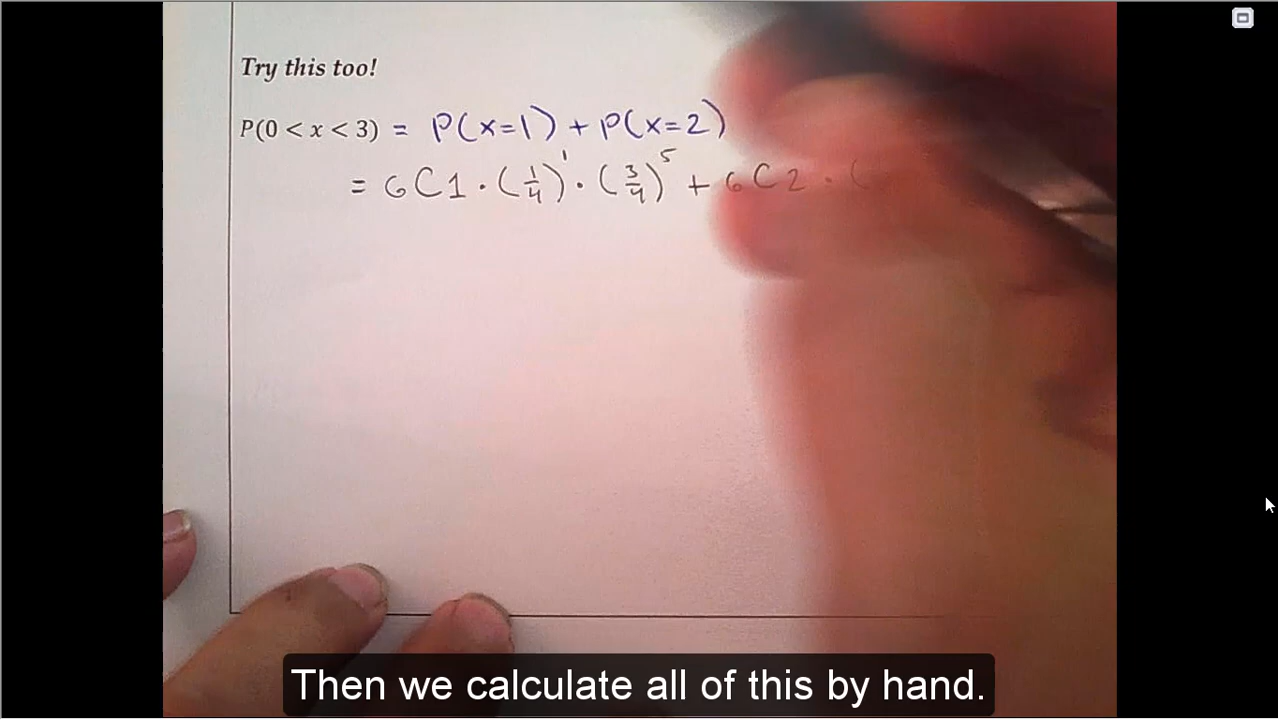 Try this too!
P(0 < x < 3) = P(x=1) + P(x=2)
= 6C1 · (1/4)^1 · (3/4)^5 + 6C2 · (
Then we calculate all of this by hand.